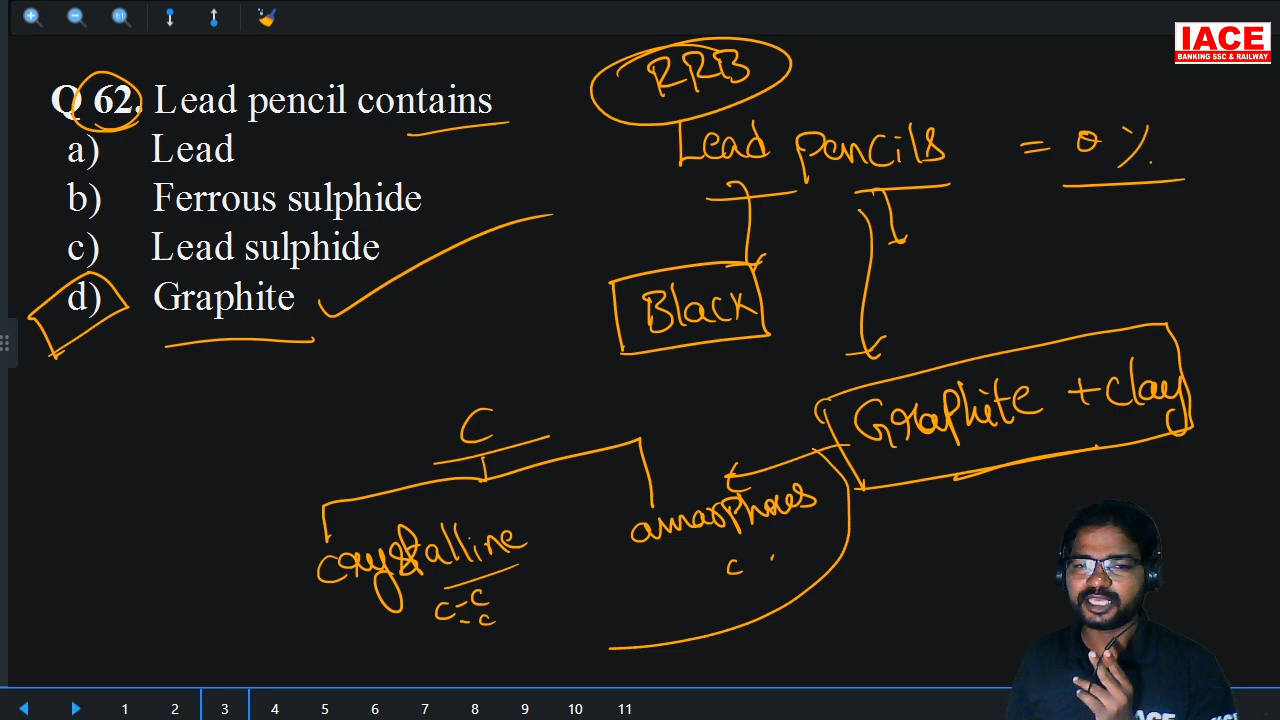 IACE
BANKING SSC & RAILWAY
RRB
Q 62. Lead pencil contains
a) Lead
b) Ferrous sulphide
c) Lead sulphide
d) Graphite
Lead pencils = 0 %
Black
Graphite + clay
C
crystalline
amorphous
C - C
- C
C
1 2 3 4 5 6 7 8 9 10 11